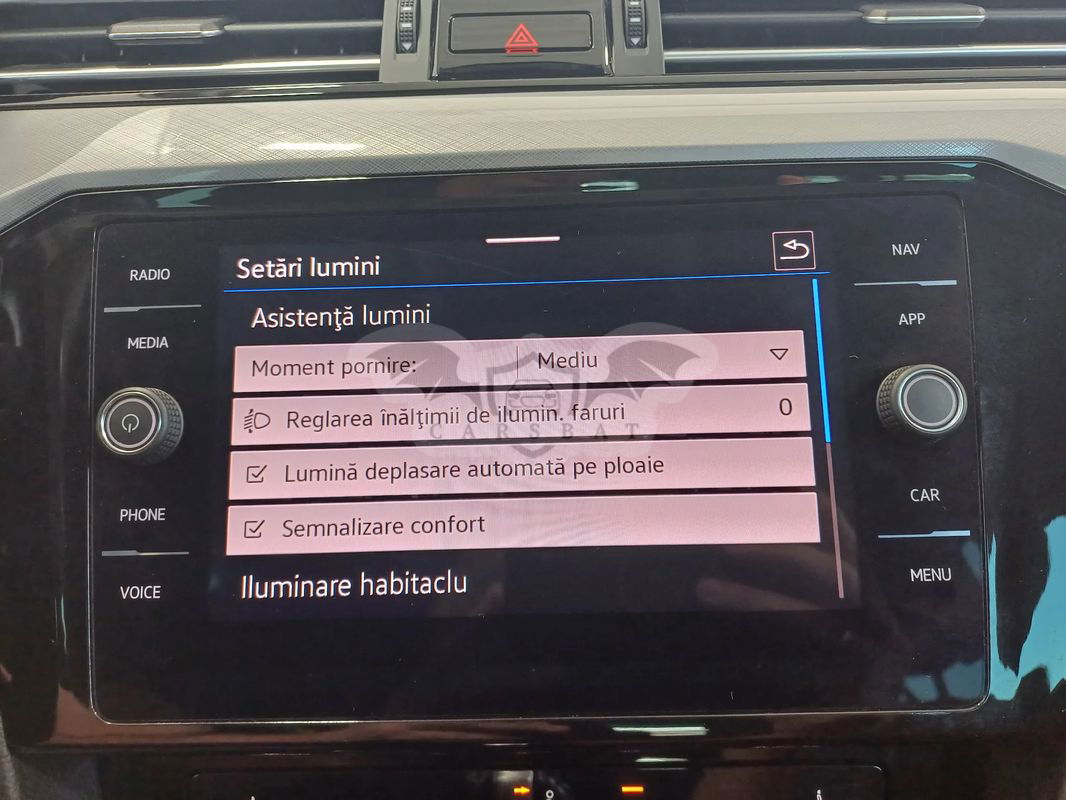 RADIO
MEDIA
PHONE
VOICE
Setări lumini
Asistenţă lumini
Moment pornire: Mediu
Reglarea înălţimii de ilumin. faruri 0
Lumină deplasare automată pe ploaie
Semnalizare confort
Iluminare habitaclu
CARSBAT
NAV
APP
CAR
MENU